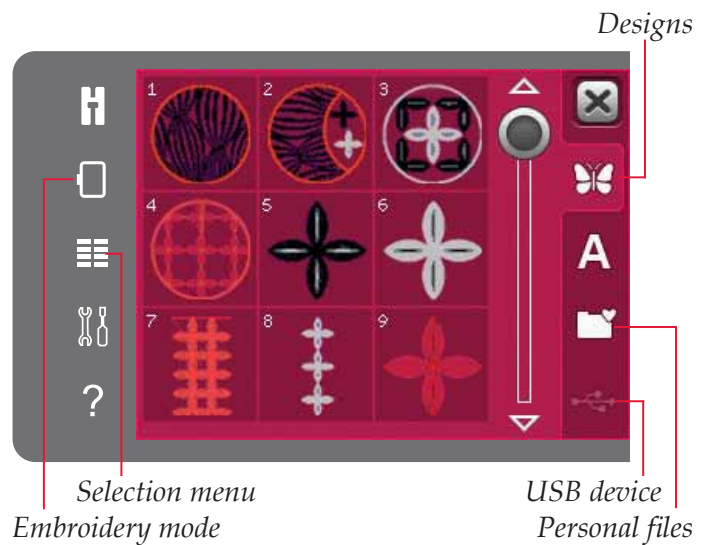 Designs
1 2 3
4 5 6
A
7 8 9
?
Selection menu USB device
Embroidery mode Personal files